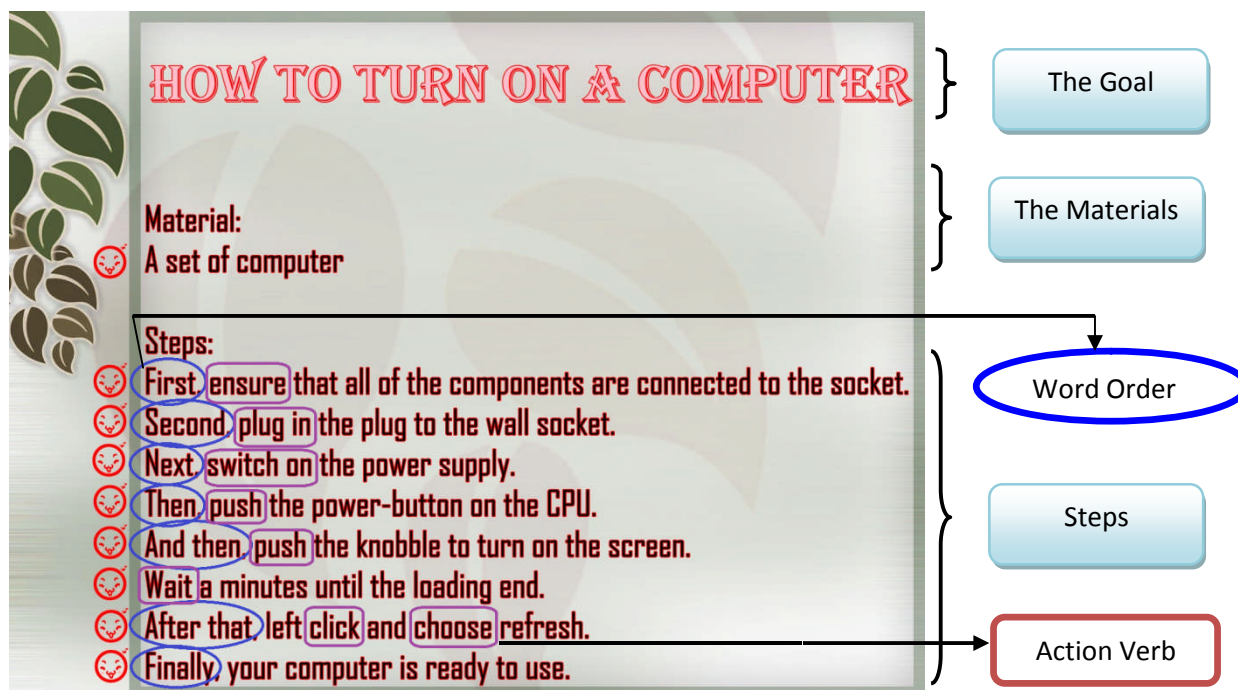 HOW TO TURN ON A COMPUTER
The Goal
Material:
A set of computer
The Materials
Steps:
First, ensure that all of the components are connected to the socket.
Second, plug in the plug to the wall socket.
Next, switch on the power supply.
Then, push the power-button on the CPU.
And then, push the knobble to turn on the screen.
Wait a minutes until the loading end.
After that, left click and choose refresh.
Finally, your computer is ready to use.
Word Order
Steps
Action Verb